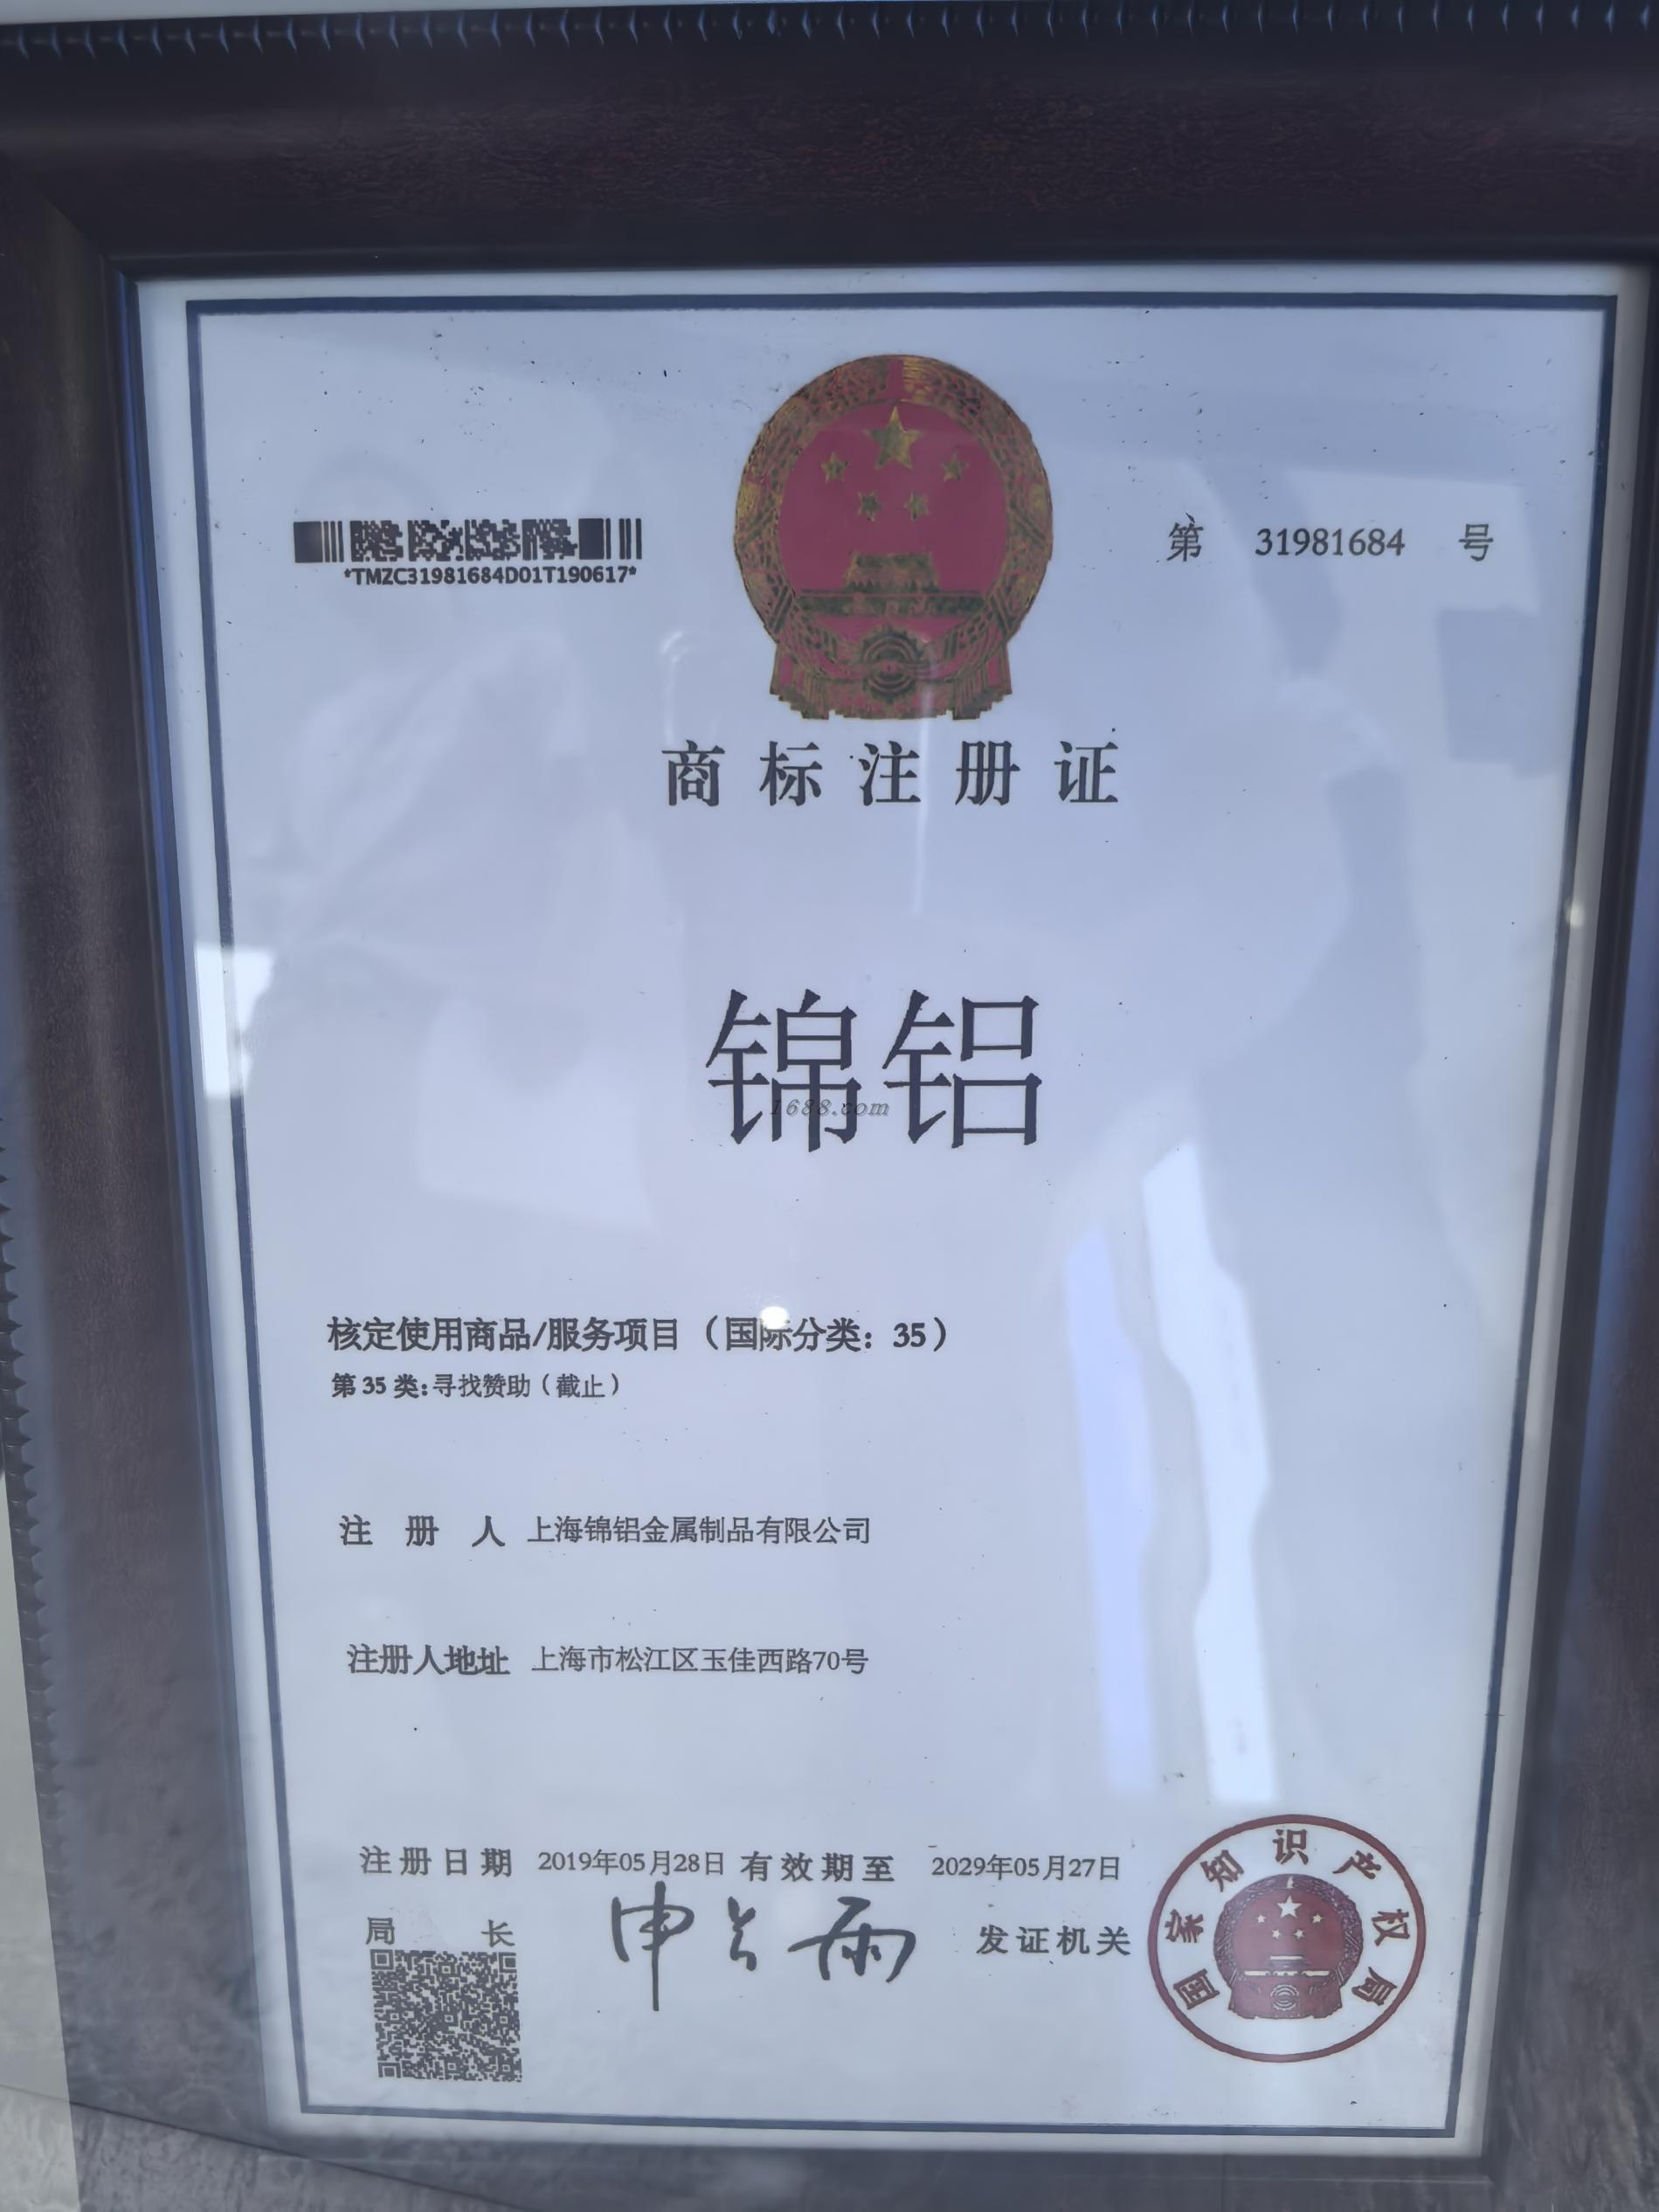 *TMZC31981684D01T190617*
第 31981684 号
商标注册证
锦铝
1688.com
核定使用商品/服务项目（国际分类：35）
第 35 类:寻找赞助（截止）
注 册 人 上海锦铝金属制品有限公司
注册人地址 上海市松江区玉佳西路70号
注册日期 2019年05月28日 有效期至 2029年05月27日
局 长 申长雨 发证机关
国家知识产权局